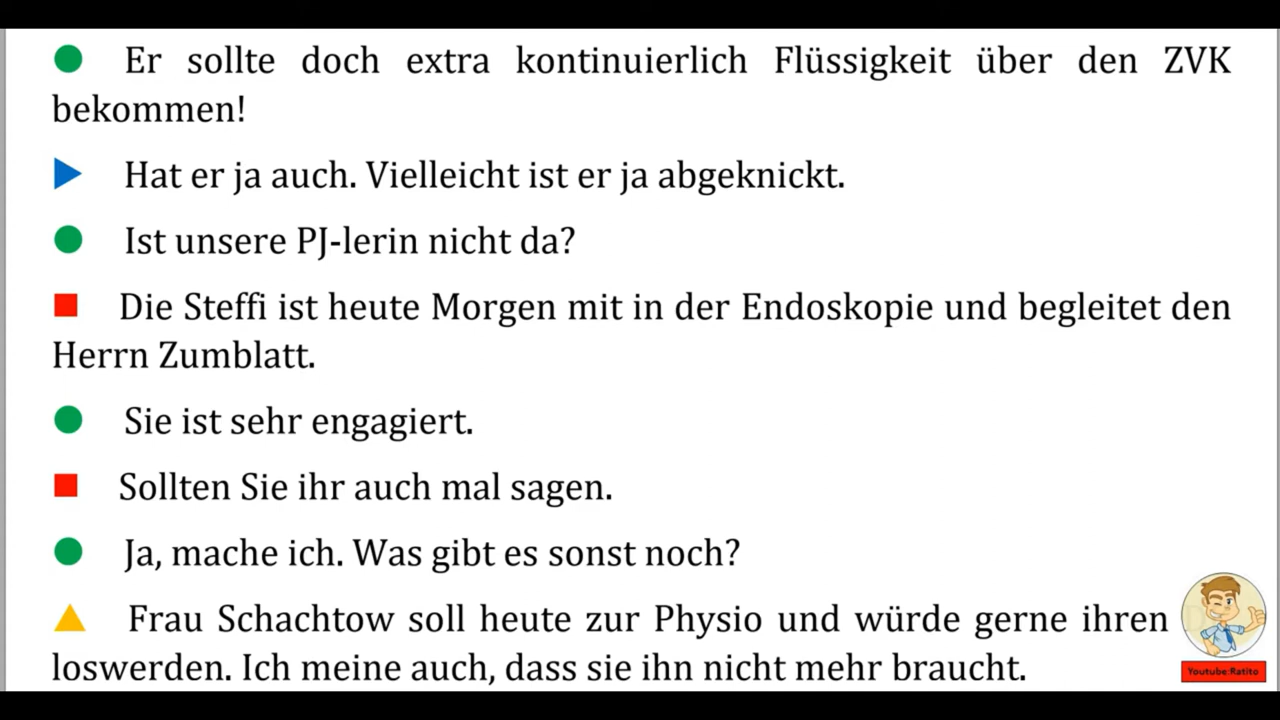 Er sollte doch extra kontinuierlich Flüssigkeit über den ZVK
bekommen!
Hat er ja auch. Vielleicht ist er ja abgeknickt.
Ist unsere PJ-lerin nicht da?
Die Steffi ist heute Morgen mit in der Endoskopie und begleitet den
Herrn Zumblatt.
Sie ist sehr engagiert.
Sollten Sie ihr auch mal sagen.
Ja, mache ich. Was gibt es sonst noch?
Frau Schachtow soll heute zur Physio und würde gerne ihren
loswerden. Ich meine auch, dass sie ihn nicht mehr braucht.
Youtube:Ratito